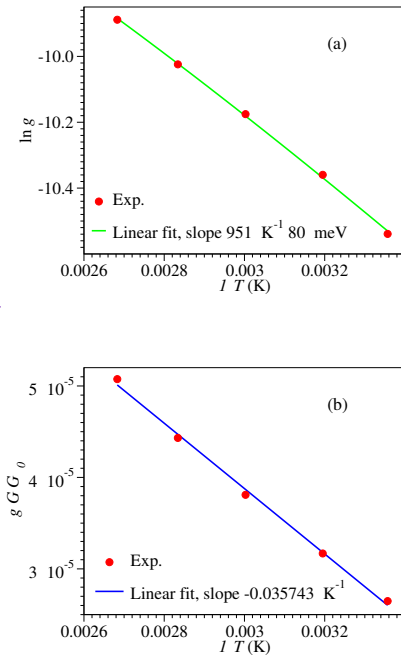 (a)
-10.0
-10.2
-10.4
ln g
Exp.
Linear fit, slope 951 K-1 80 meV
0.0026 0.0028 0.003 0.0032
1 T (K)
(b)
5 10-5
4 10-5
3 10-5
g G G 0
Exp.
Linear fit, slope -0.035743 K-1
0.0026 0.0028 0.003 0.0032
1 T (K)